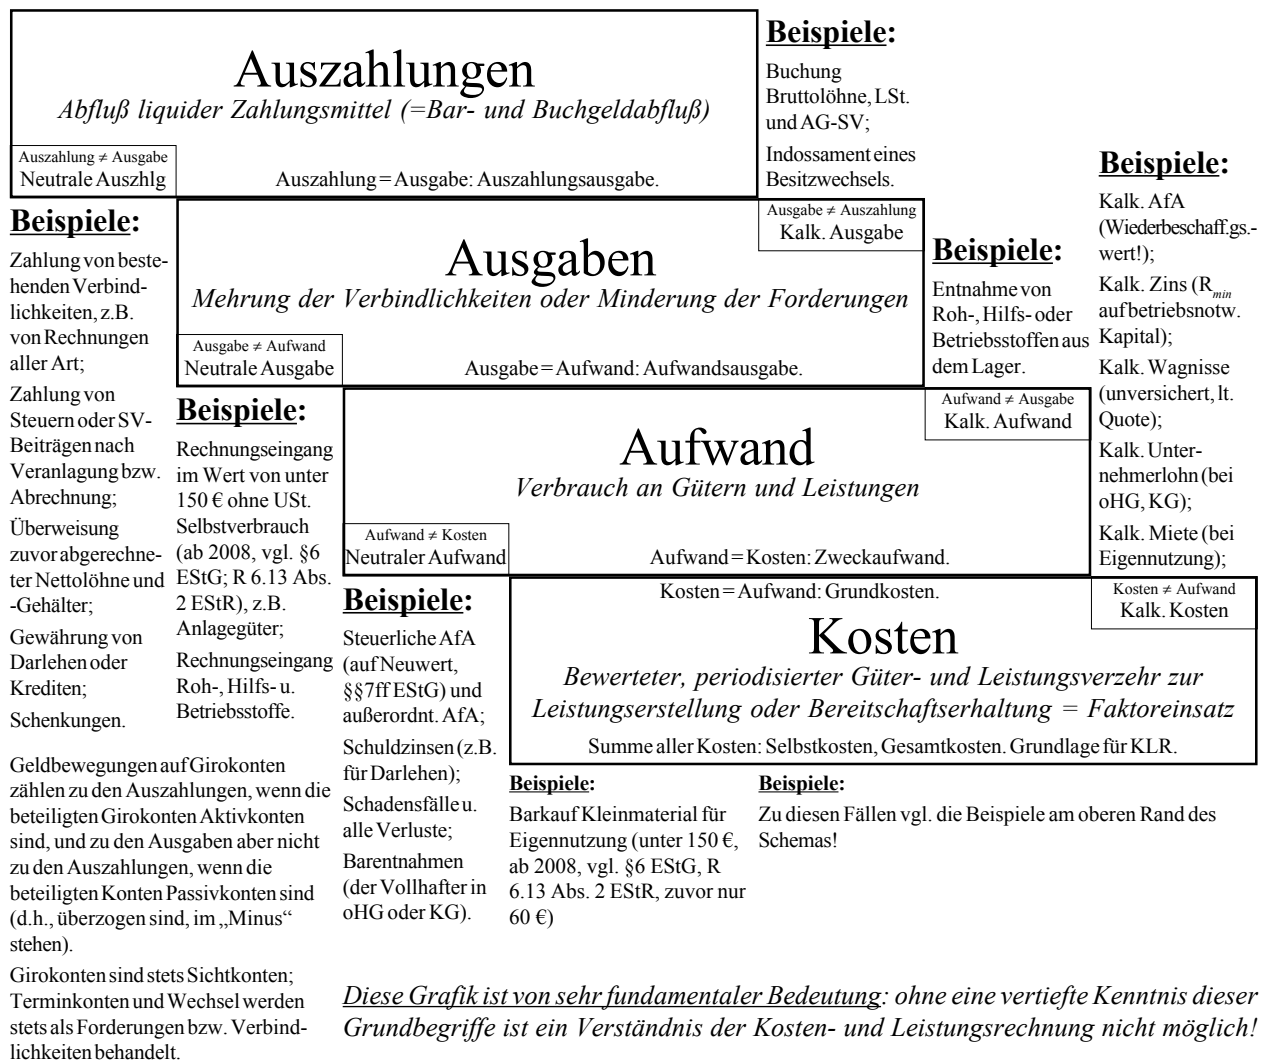 Auszahlungen
Abfluß liquider Zahlungsmittel (=Bar- und Buchgeldabfluß)
Auszahlung ≠ Ausgabe
Neutrale Auszhlg
Auszahlung = Ausgabe: Auszahlungsausgabe.
Beispiele:
Buchung
Bruttolöhne, LSt.
und AG-SV;
Indossament eines
Besitzwechsels.
Ausgabe ≠ Auszahlung
Kalk. Ausgabe
Ausgaben
Mehrung der Verbindlichkeiten oder Minderung der Forderungen
Ausgabe ≠ Aufwand
Neutrale Ausgabe
Ausgabe = Aufwand: Aufwandsausgabe.
Beispiele:
Entnahme von
Roh-, Hilfs- oder
Betriebsstoffen aus
dem Lager.
Beispiele:
Kalk. AfA
(Wiederbeschaff.gs.-
wert!);
Kalk. Zins (Rmin
auf betriebsnotw.
Kapital);
Kalk. Wagnisse
(unversichert, lt.
Quote);
Kalk. Unter-
nehmerlohn (bei
oHG, KG);
Kalk. Miete (bei
Eigennutzung);
Beispiele:
Zahlung von beste-
henden Verbind-
lichkeiten, z.B.
von Rechnungen
aller Art;
Zahlung von
Steuern oder SV-
Beiträgen nach
Veranlagung bzw.
Abrechnung;
Überweisung
zuvor abgerechne-
ter Nettolöhne und
-Gehälter;
Gewährung von
Darlehen oder
Krediten;
Schenkungen.
Beispiele:
Rechnungseingang
im Wert von unter
150 € ohne USt.
Selbstverbrauch
(ab 2008, vgl. §6
EStG; R 6.13 Abs.
2 EStR), z.B.
Anlagegüter;
Rechnungseingang
Roh-, Hilfs- u.
Betriebsstoffe.
Aufwand ≠ Ausgabe
Kalk. Aufwand
Aufwand
Verbrauch an Gütern und Leistungen
Aufwand ≠ Kosten
Neutraler Aufwand
Aufwand = Kosten: Zweckaufwand.
Kosten = Aufwand: Grundkosten.
Kosten ≠ Aufwand
Kalk. Kosten
Kosten
Bewerteter, periodisierter Güter- und Leistungsverzehr zur
Leistungserstellung oder Bereitschaftserhaltung = Faktoreinsatz
Summe aller Kosten: Selbstkosten, Gesamtkosten. Grundlage für KLR.
Beispiele:
Steuerliche AfA
(auf Neuwert,
§§7ff EStG) und
außerordnt. AfA;
Schuldzinsen (z.B.
für Darlehen);
Schadensfälle u.
alle Verluste;
Barentnahmen
(der Vollhafter in
oHG oder KG).
Beispiele:
Barkauf Kleinmaterial für
Eigennutzung (unter 150 €,
ab 2008, vgl. §6 EStG, R
6.13 Abs. 2 EStR, zuvor nur
60 €)
Beispiele:
Zu diesen Fällen vgl. die Beispiele am oberen Rand des
Schemas!
Geldbewegungen auf Girokonten
zählen zu den Auszahlungen, wenn die
beteiligten Girokonten Aktivkonten
sind, und zu den Ausgaben aber nicht
zu den Auszahlungen, wenn die
beteiligten Konten Passivkonten sind
(d.h., überzogen sind, im „Minus“
stehen).
Girokonten sind stets Sichtkonten;
Terminkonten und Wechsel werden
stets als Forderungen bzw. Verbind-
lichkeiten behandelt.
Diese Grafik ist von sehr fundamentaler Bedeutung: ohne eine vertiefte Kenntnis dieser
Grundbegriffe ist ein Verständnis der Kosten- und Leistungsrechnung nicht möglich!